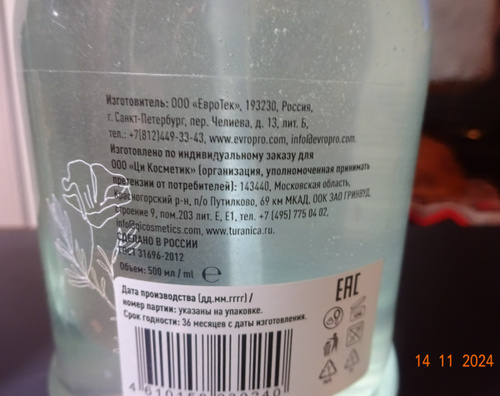 Изготовитель: ООО «ЕвроТек», 193230, Россия,
г. Санкт-Петербург, пер. Челиева, д. 13, лит. Б,
тел.: +7(812)449-33-43, www.evropro.com, info@evropro.com
Изготовлено по индивидуальному заказу для
ООО «Ци Косметик» (организация, уполномоченная принимать
претензии от потребителей): 143440, Московская область,
Красногорский р-н, п/о Путилково, 69 км МКАД, ООК ЗАО ГРИНВУД,
строение 9, пом.203 лит. Е, Е1, тел. +7 (495) 775 04 02,
info@qicosmetics.com, www.turanica.ru.
СДЕЛАНО В РОССИИ
ГОСТ 31696-2012
Объем: 500 мл / ml ℮
Дата производства (дд.мм.гггг) /
номер партии: указаны на упаковке.
Срок годности: 36 месяцев с даты изготовления.
EAC
14 11 2024